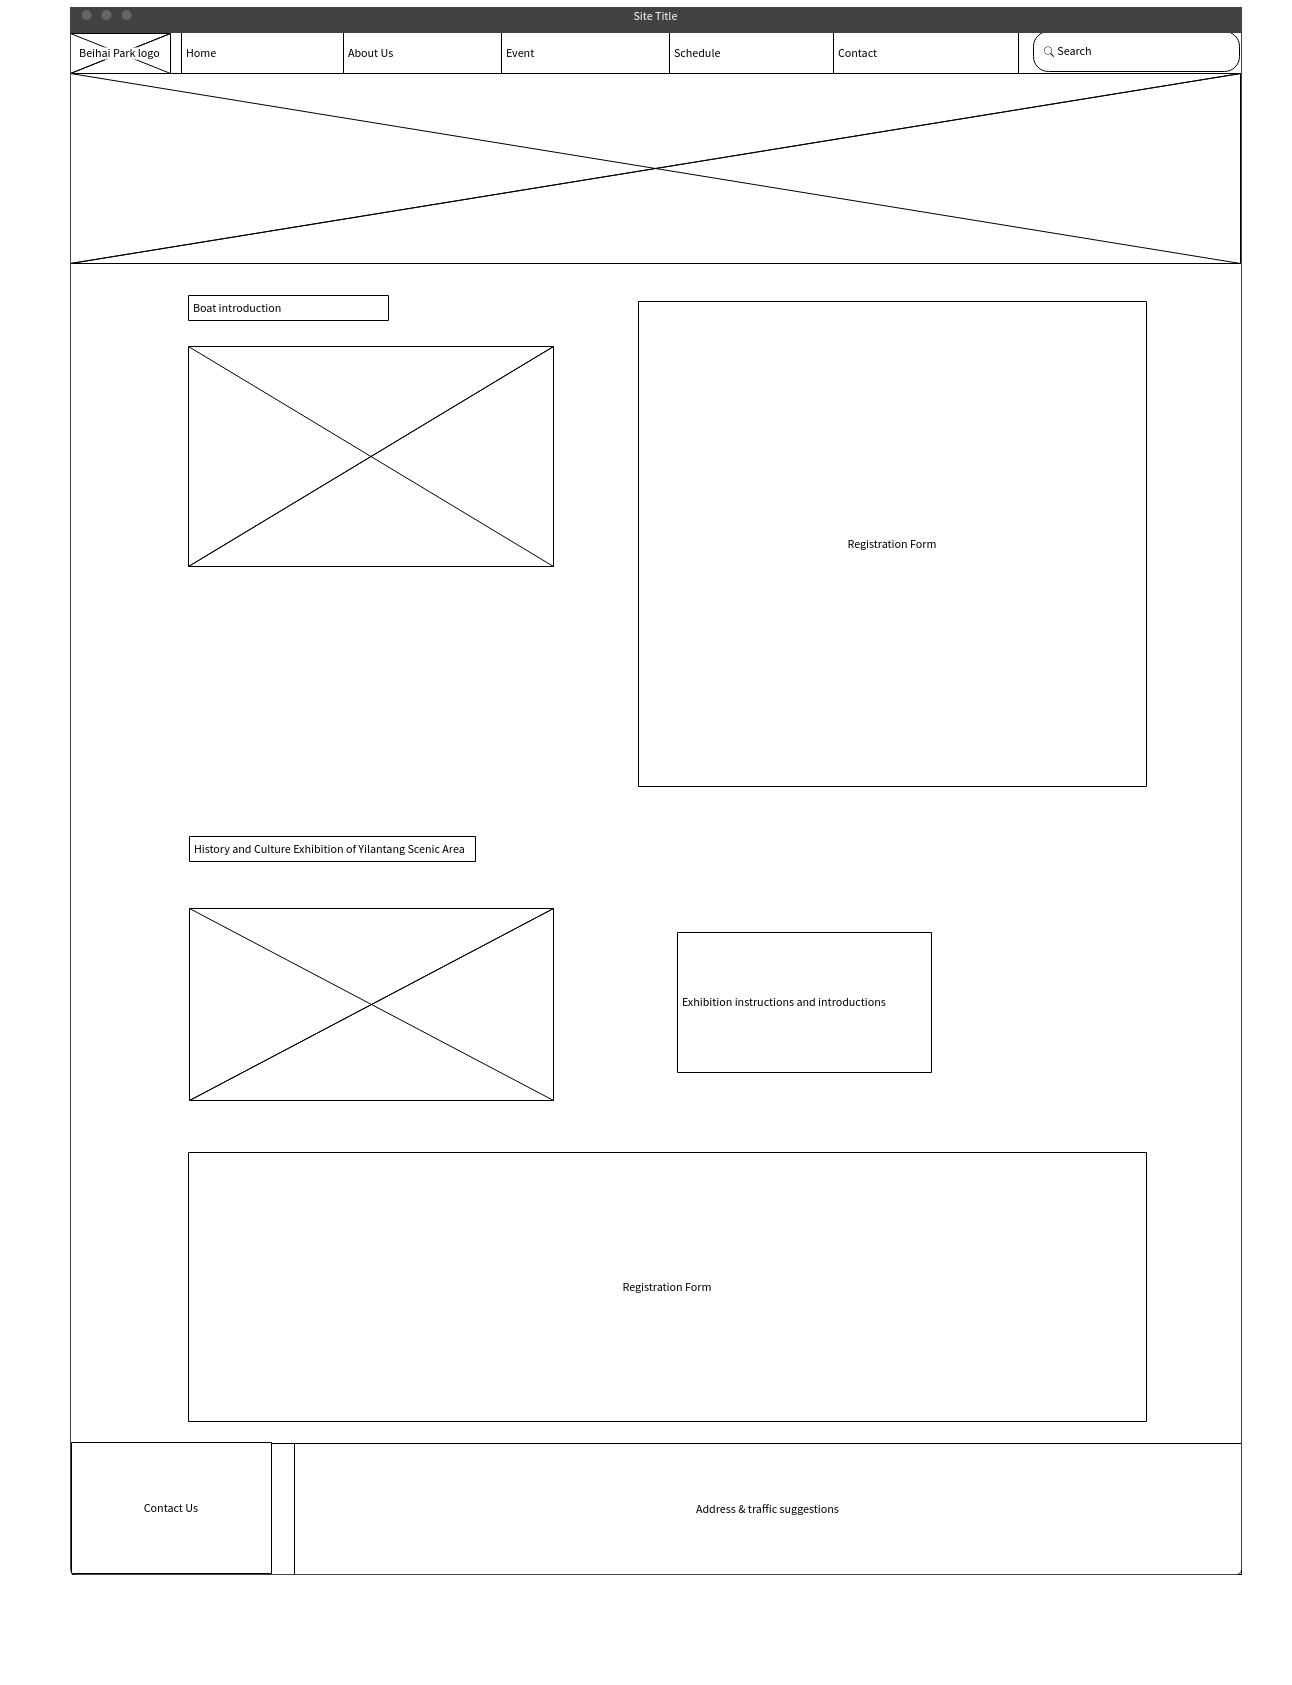 Site Title
Beihai Park logo
Home
About Us
Event
Schedule
Contact
Search
Boat introduction
Registration Form
History and Culture Exhibition of Yilantang Scenic Area
Exhibition instructions and introductions
Registration Form
Contact Us
Address & traffic suggestions